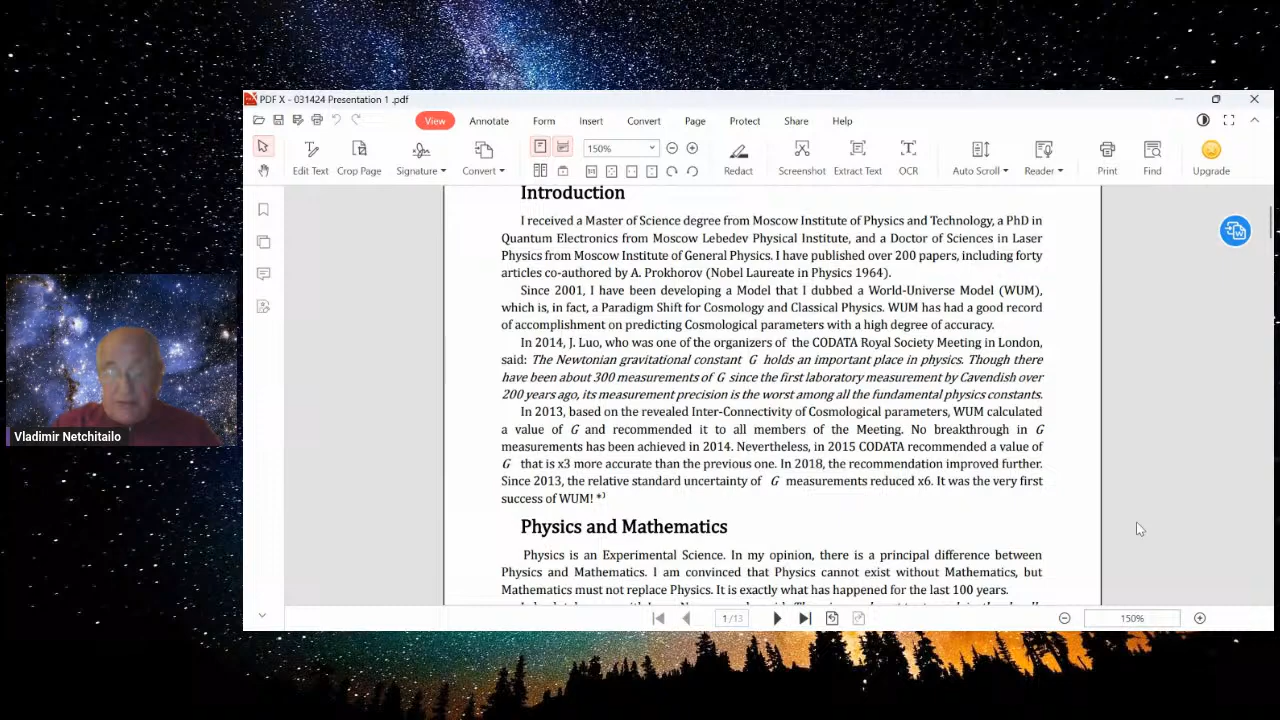 PDF X - 031424 Presentation 1 .pdf
View Annotate Form Insert Convert Page Protect Share Help
150%
Edit Text Crop Page Signature Convert Redact Screenshot Extract Text OCR Auto Scroll Reader Print Find Upgrade
Introduction
I received a Master of Science degree from Moscow Institute of Physics and Technology, a PhD in
Quantum Electronics from Moscow Lebedev Physical Institute, and a Doctor of Sciences in Laser
Physics from Moscow Institute of General Physics. I have published over 200 papers, including forty
articles co-authored by A. Prokhorov (Nobel Laureate in Physics 1964).
Since 2001, I have been developing a Model that I dubbed a World-Universe Model (WUM),
which is, in fact, a Paradigm Shift for Cosmology and Classical Physics. WUM has had a good record
of accomplishment on predicting Cosmological parameters with a high degree of accuracy.
In 2014, J. Luo, who was one of the organizers of the CODATA Royal Society Meeting in London,
said: The Newtonian gravitational constant G holds an important place in physics. Though there
have been about 300 measurements of G since the first laboratory measurement by Cavendish over
200 years ago, its measurement precision is the worst among all the fundamental physics constants.
In 2013, based on the revealed Inter-Connectivity of Cosmological parameters, WUM calculated
a value of G and recommended it to all members of the Meeting. No breakthrough in G
measurements has been achieved in 2014. Nevertheless, in 2015 CODATA recommended a value of
G that is x3 more accurate than the previous one. In 2018, the recommendation improved further.
Since 2013, the relative standard uncertainty of G measurements reduced x6. It was the very first
success of WUM! *)
Physics and Mathematics
Physics is an Experimental Science. In my opinion, there is a principal difference between
Physics and Mathematics. I am convinced that Physics cannot exist without Mathematics, but
Mathematics must not replace Physics. It is exactly what has happened for the last 100 years.
Vladimir Netchitailo
1 /13
150%